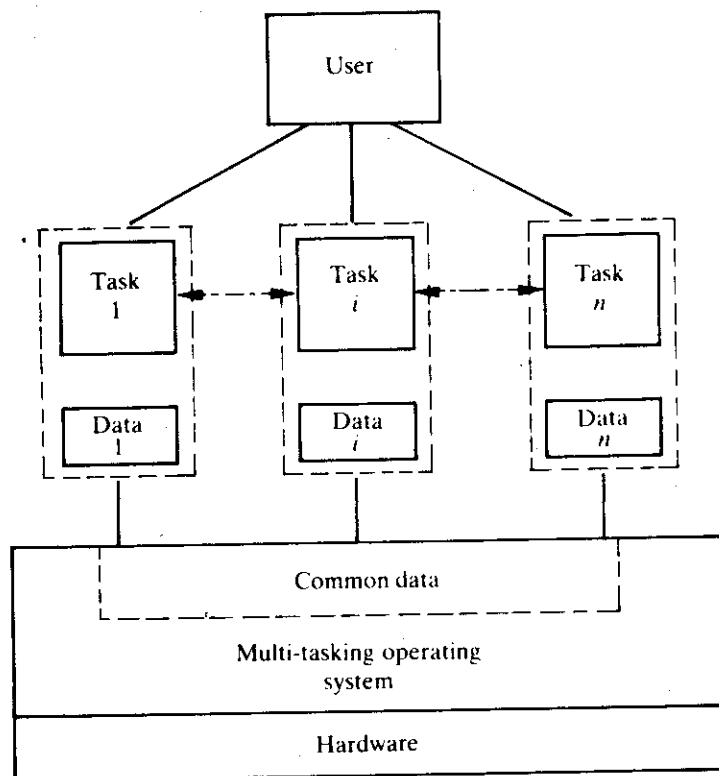 User
Task
1
Task
i
Task
n
Data
1
Data
i
Data
n
Common data
Multi-tasking operating
system
Hardware